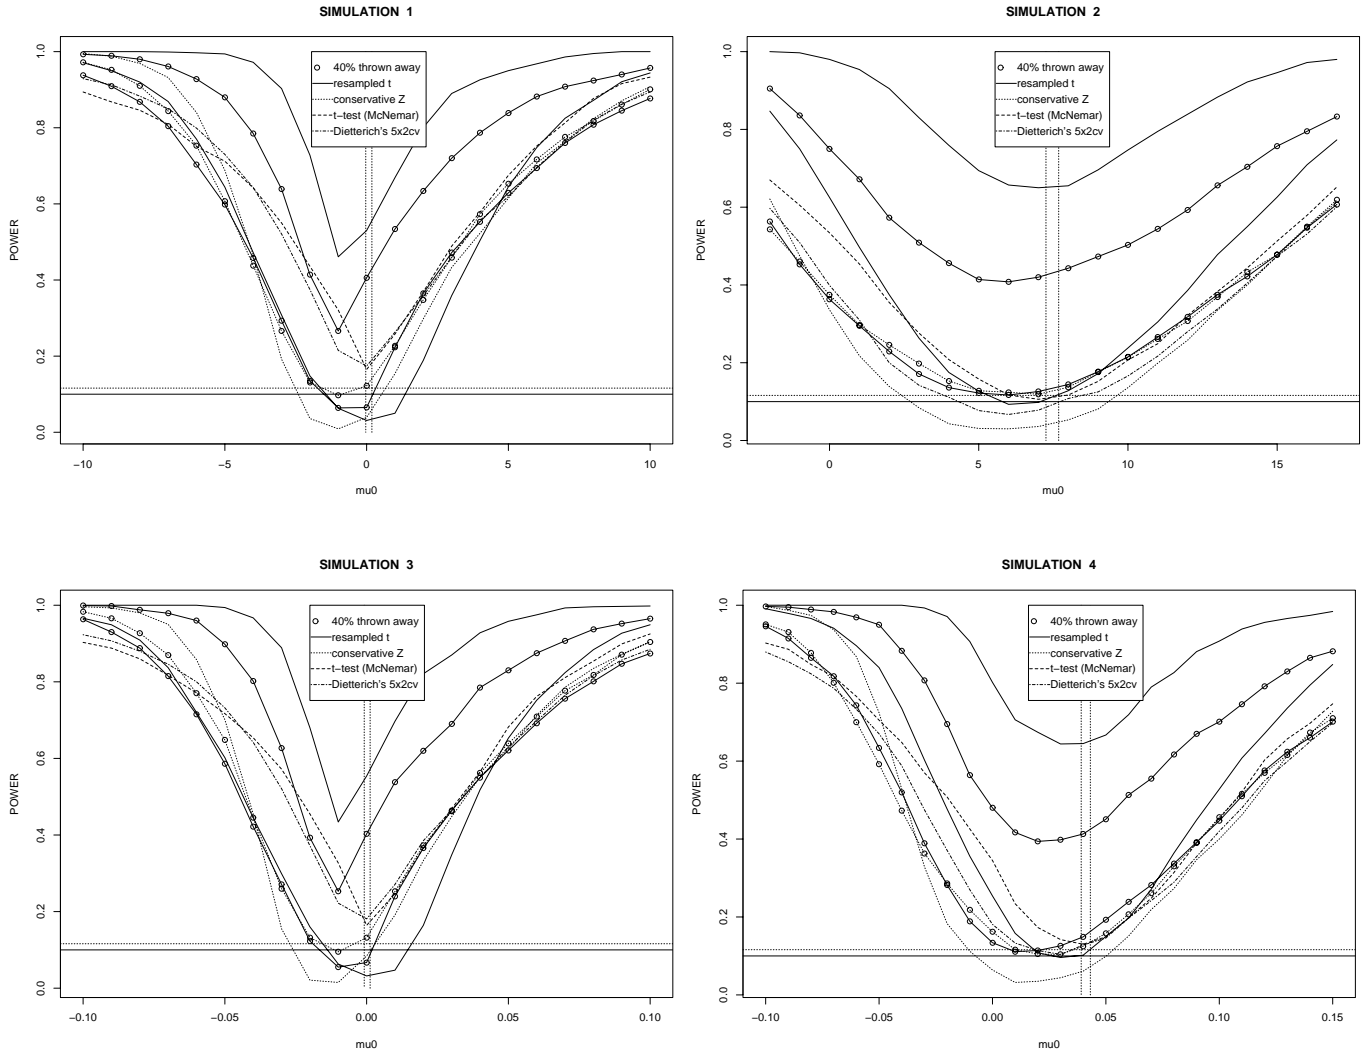 SIMULATION 1
1.0
0.8
0.6
0.4
0.2
0.0
POWER
40% thrown away
resampled t
conservative Z
t−test (McNemar)
Dietterich's 5x2cv
−10
−5
0
5
10
mu0
SIMULATION 2
1.0
0.8
0.6
0.4
0.2
0.0
POWER
40% thrown away
resampled t
conservative Z
t−test (McNemar)
Dietterich's 5x2cv
0
5
10
15
mu0
SIMULATION 3
1.0
0.8
0.6
0.4
0.2
0.0
POWER
40% thrown away
resampled t
conservative Z
t−test (McNemar)
Dietterich's 5x2cv
−0.10
−0.05
0.00
0.05
0.10
mu0
SIMULATION 4
1.0
0.8
0.6
0.4
0.2
0.0
POWER
40% thrown away
resampled t
conservative Z
t−test (McNemar)
Dietterich's 5x2cv
−0.10
−0.05
0.00
0.05
0.10
0.15
mu0